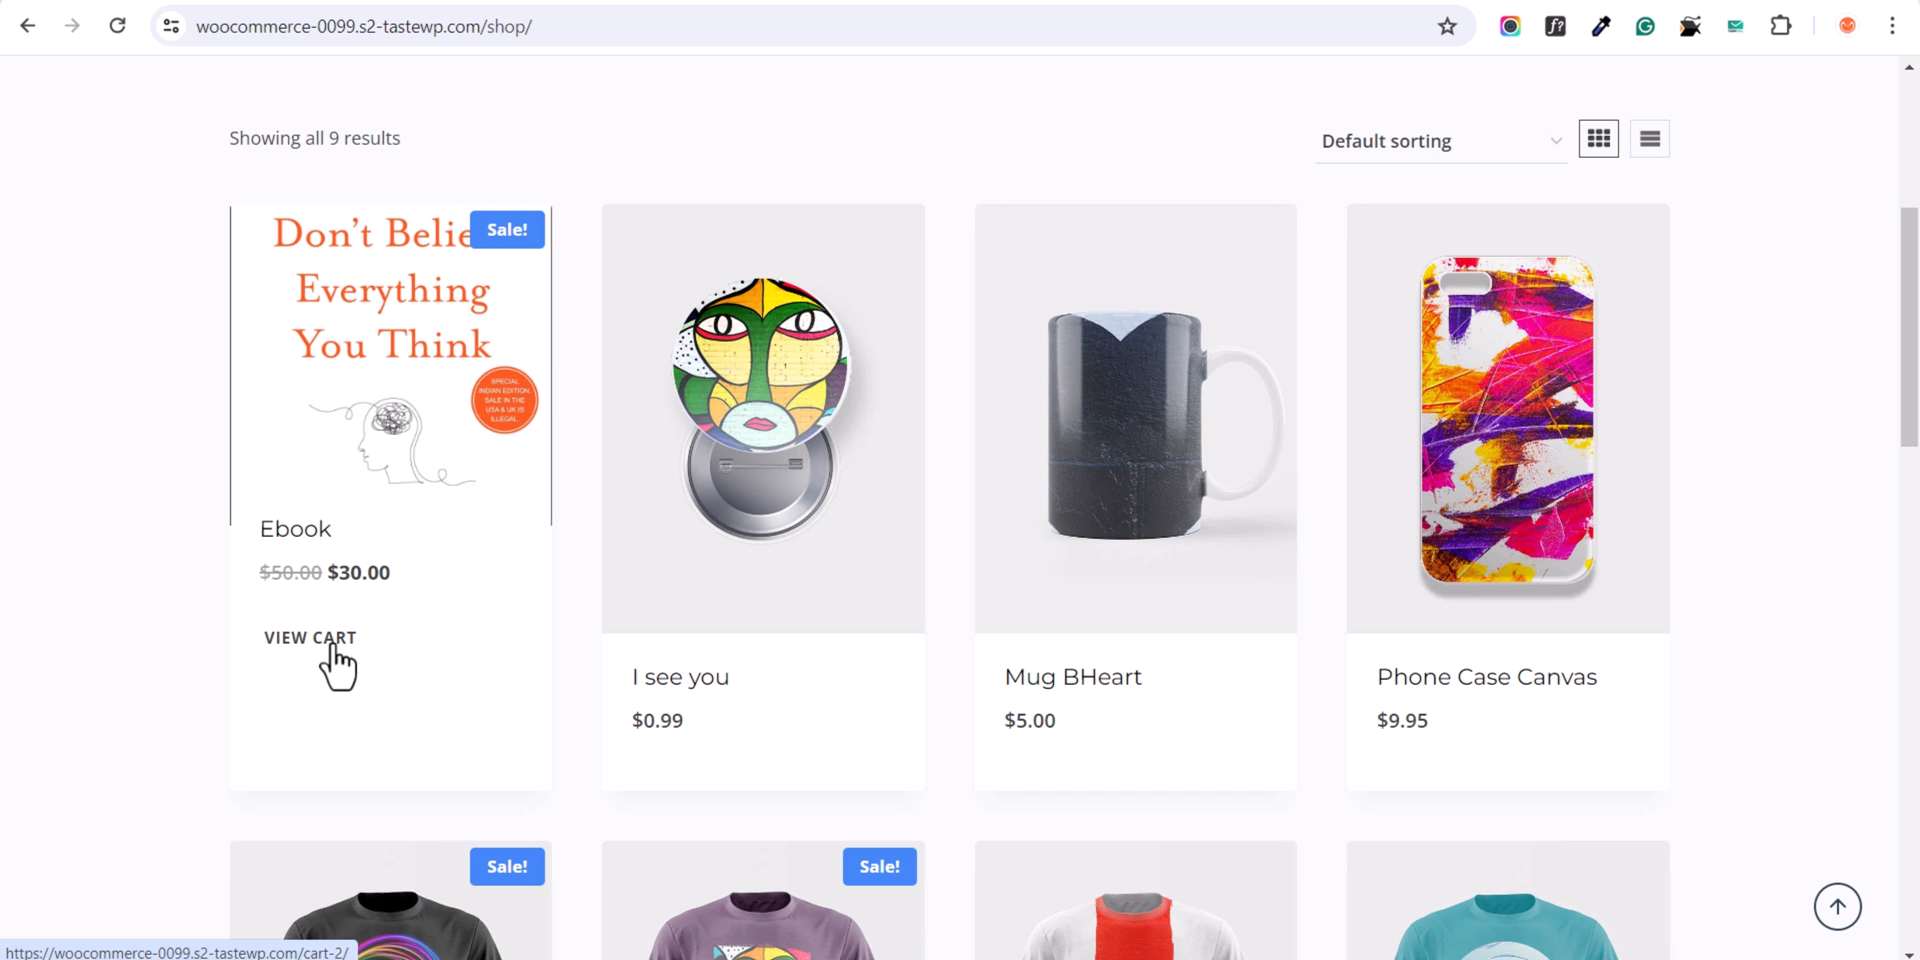 woocommerce-0099.s2-tastewp.com/shop/
f?
Showing all 9 results
Default sorting
Don't Belie
Everything
You Think
Sale!
SPECIAL
INDIAN EDITION.
SALE IN THE
USA & UK IS
ILLEGAL
Ebook
$50.00 $30.00
VIEW CART
I see you
$0.99
Mug BHeart
$5.00
Phone Case Canvas
$9.95
Sale!
Sale!
https://woocommerce-0099.s2-tastewp.com/cart-2/